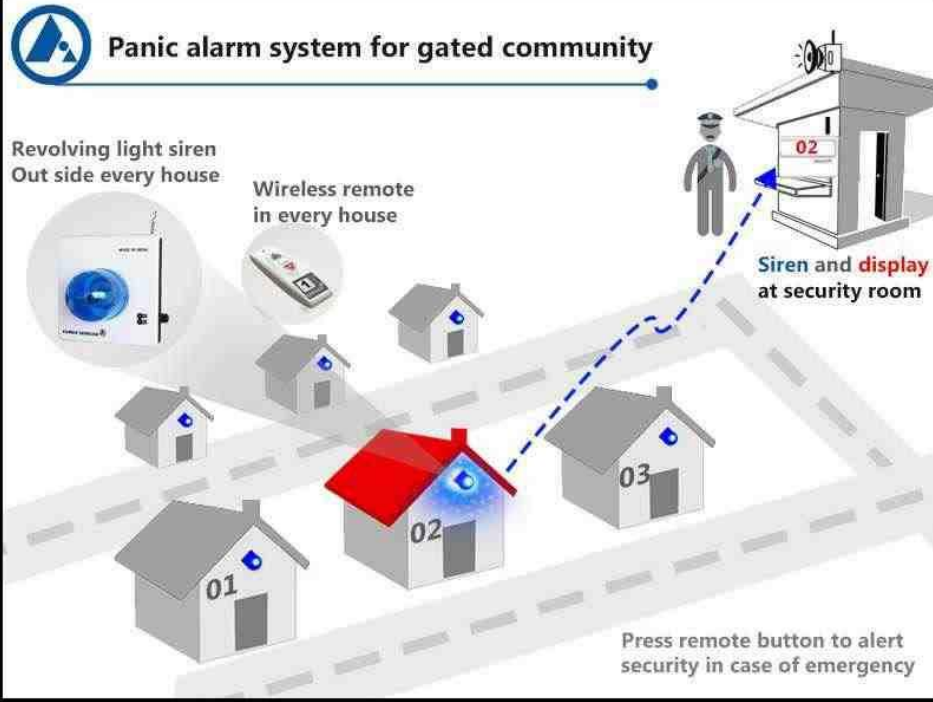 Panic alarm system for gated community
Revolving light siren
Out side every house
Wireless remote
in every house
1
02
Siren and display
at security room
03
02
01
Press remote button to alert
security in case of emergency